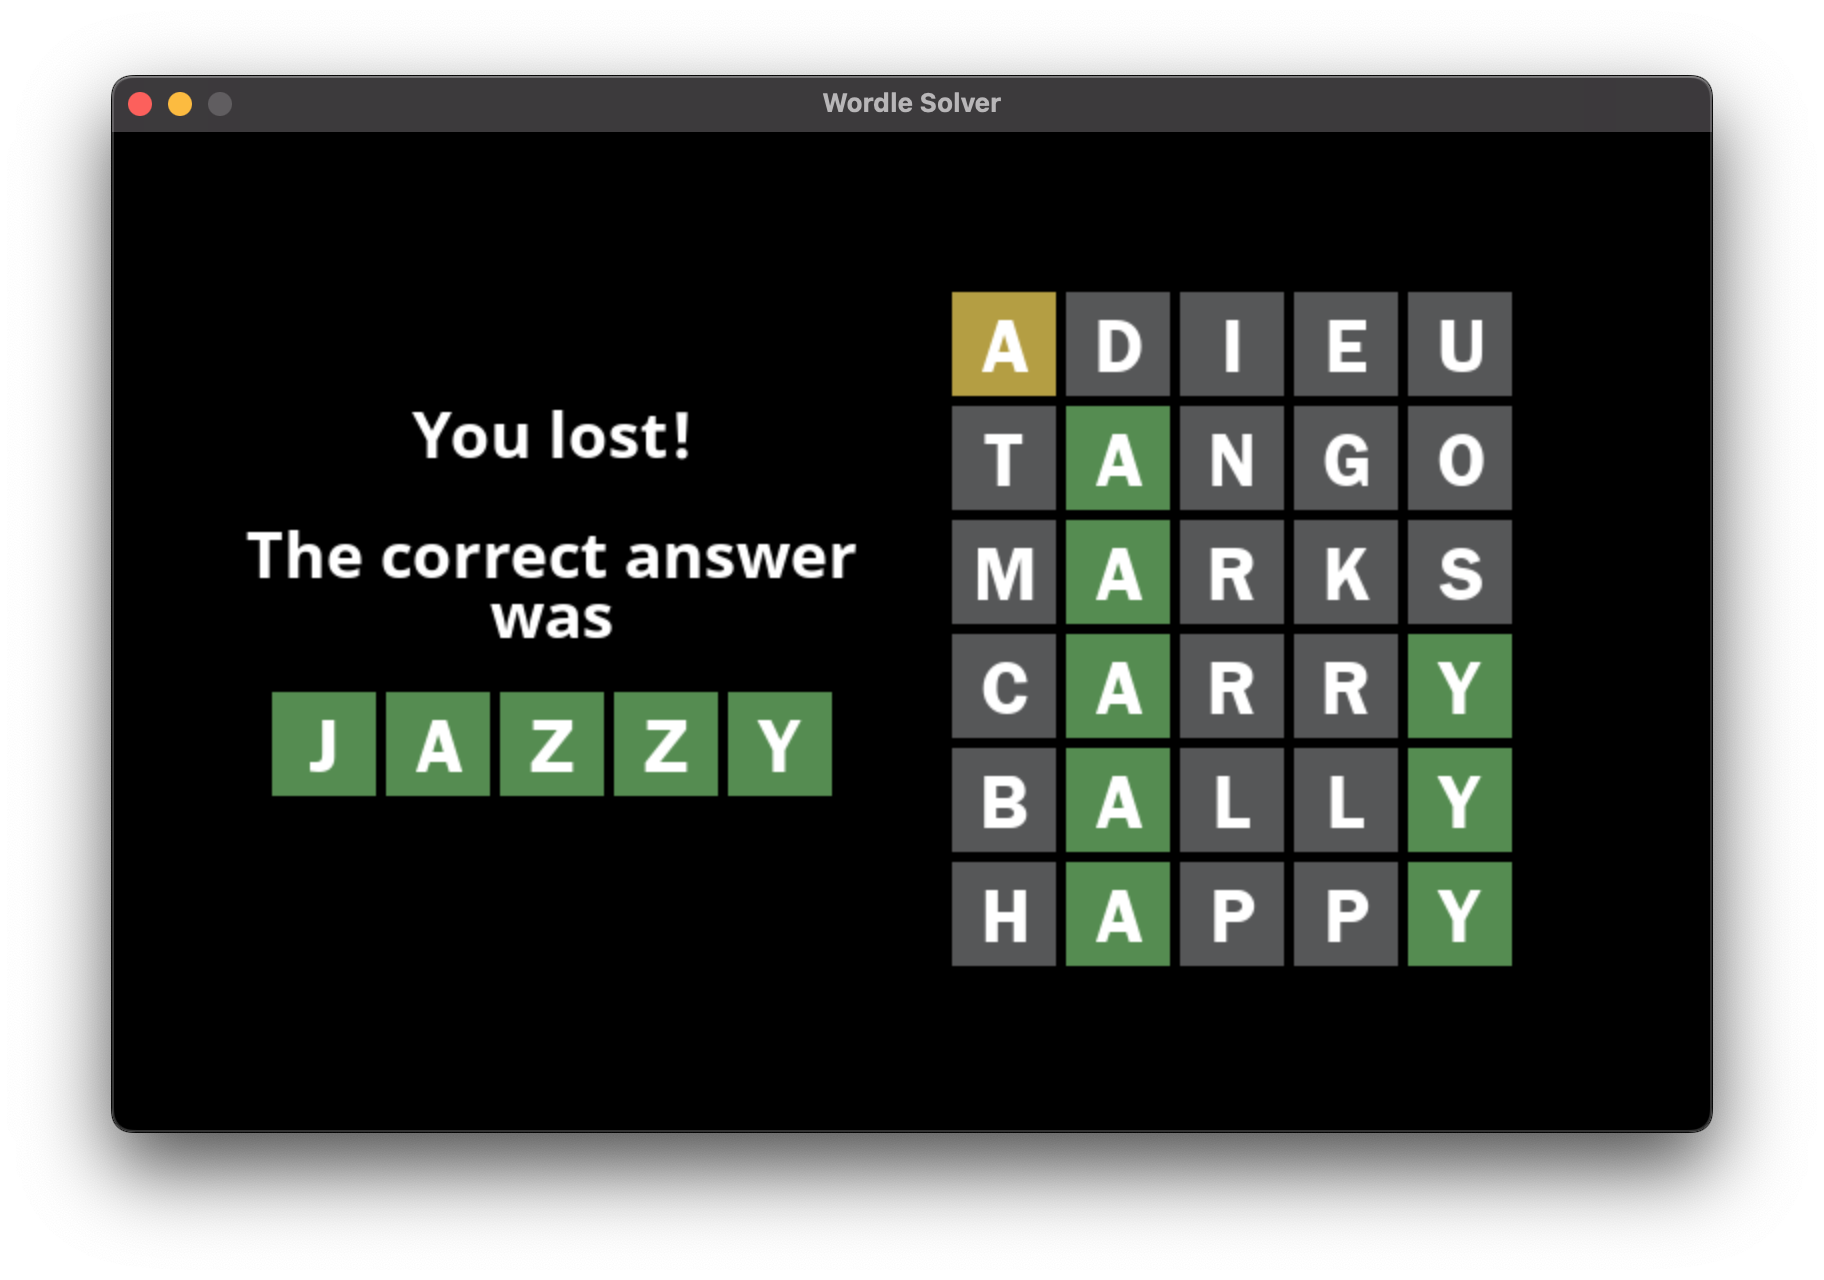 Wordle Solver
You lost!
The correct answer
was
JAZZY
ADIEU
TANGO
MARKS
CARRY
BALLY
HAPPY